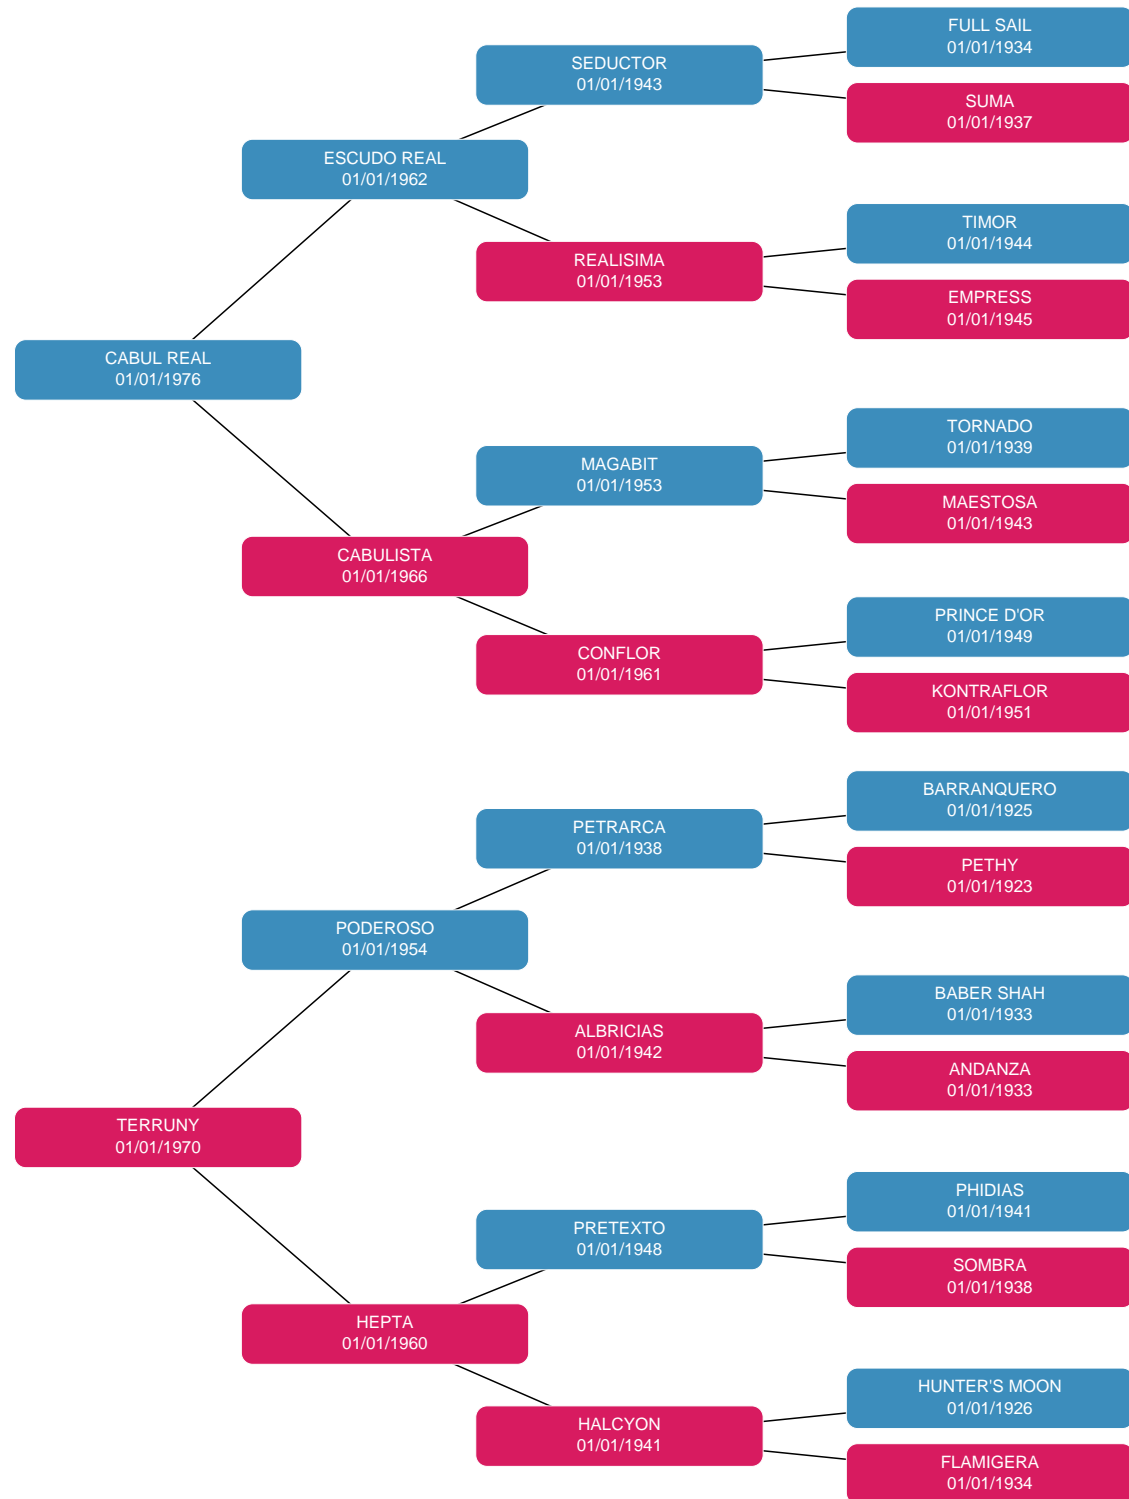 FULL SAIL
01/01/1934
SEDUCTOR
01/01/1943
SUMA
01/01/1937
ESCUDO REAL
01/01/1962
TIMOR
01/01/1944
REALISIMA
01/01/1953
EMPRESS
01/01/1945
CABUL REAL
01/01/1976
TORNADO
01/01/1939
MAGABIT
01/01/1953
MAESTOSA
01/01/1943
CABULISTA
01/01/1966
PRINCE D'OR
01/01/1949
CONFLOR
01/01/1961
KONTRAFLOR
01/01/1951
BARRANQUERO
01/01/1925
PETRARCA
01/01/1938
PETHY
01/01/1923
PODEROSO
01/01/1954
BABER SHAH
01/01/1933
ALBRICIAS
01/01/1942
ANDANZA
01/01/1933
TERRUNY
01/01/1970
PHIDIAS
01/01/1941
PRETEXTO
01/01/1948
SOMBRA
01/01/1938
HEPTA
01/01/1960
HUNTER'S MOON
01/01/1926
HALCYON
01/01/1941
FLAMIGERA
01/01/1934